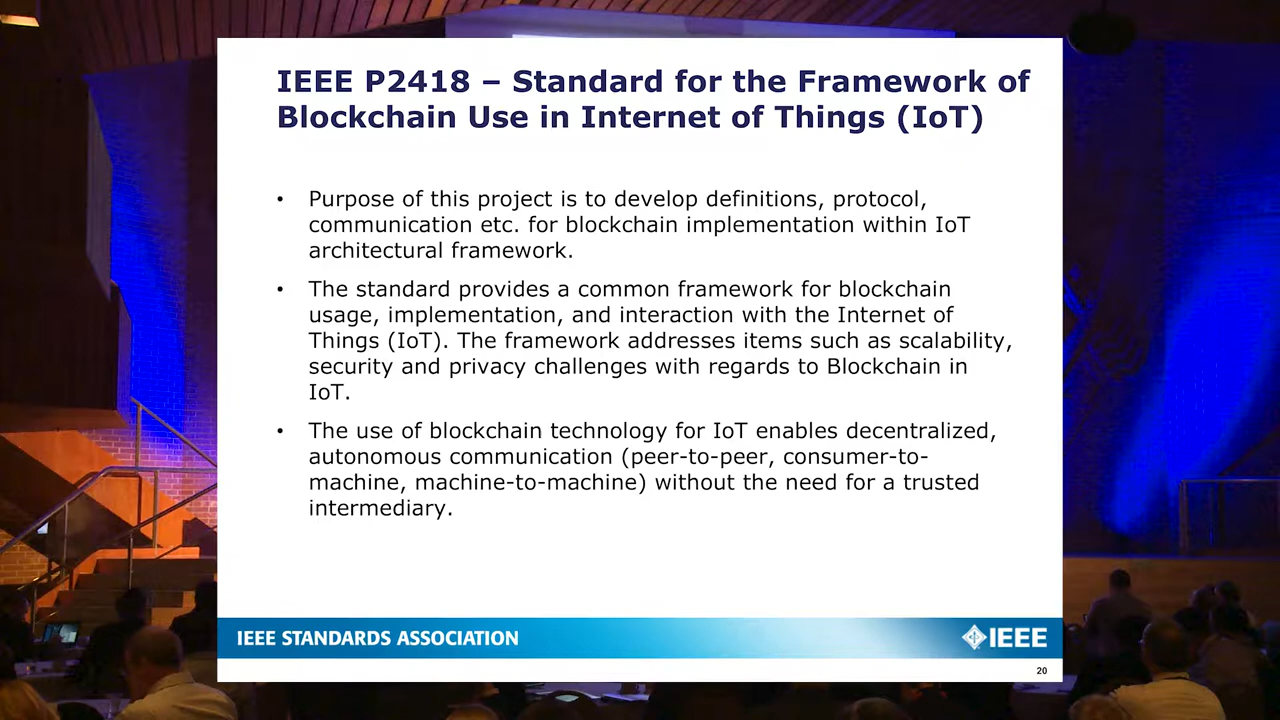 IEEE P2418 – Standard for the Framework of
Blockchain Use in Internet of Things (IoT)
• Purpose of this project is to develop definitions, protocol,
communication etc. for blockchain implementation within IoT
architectural framework.
• The standard provides a common framework for blockchain
usage, implementation, and interaction with the Internet of
Things (IoT). The framework addresses items such as scalability,
security and privacy challenges with regards to Blockchain in
IoT.
• The use of blockchain technology for IoT enables decentralized,
autonomous communication (peer-to-peer, consumer-to-
machine, machine-to-machine) without the need for a trusted
intermediary.
IEEE STANDARDS ASSOCIATION
IEEE
20